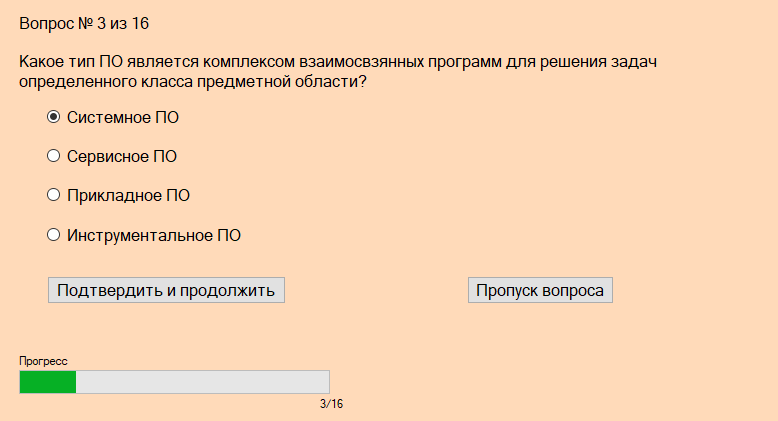 Вопрос № 3 из 16
Какое тип ПО является комплексом взаимосвзянных программ для решения задач
определенного класса предметной области?
Системное ПО
Сервисное ПО
Прикладное ПО
Инструментальное ПО
Подтвердить и продолжить
Пропуск вопроса
Прогресс
3/16